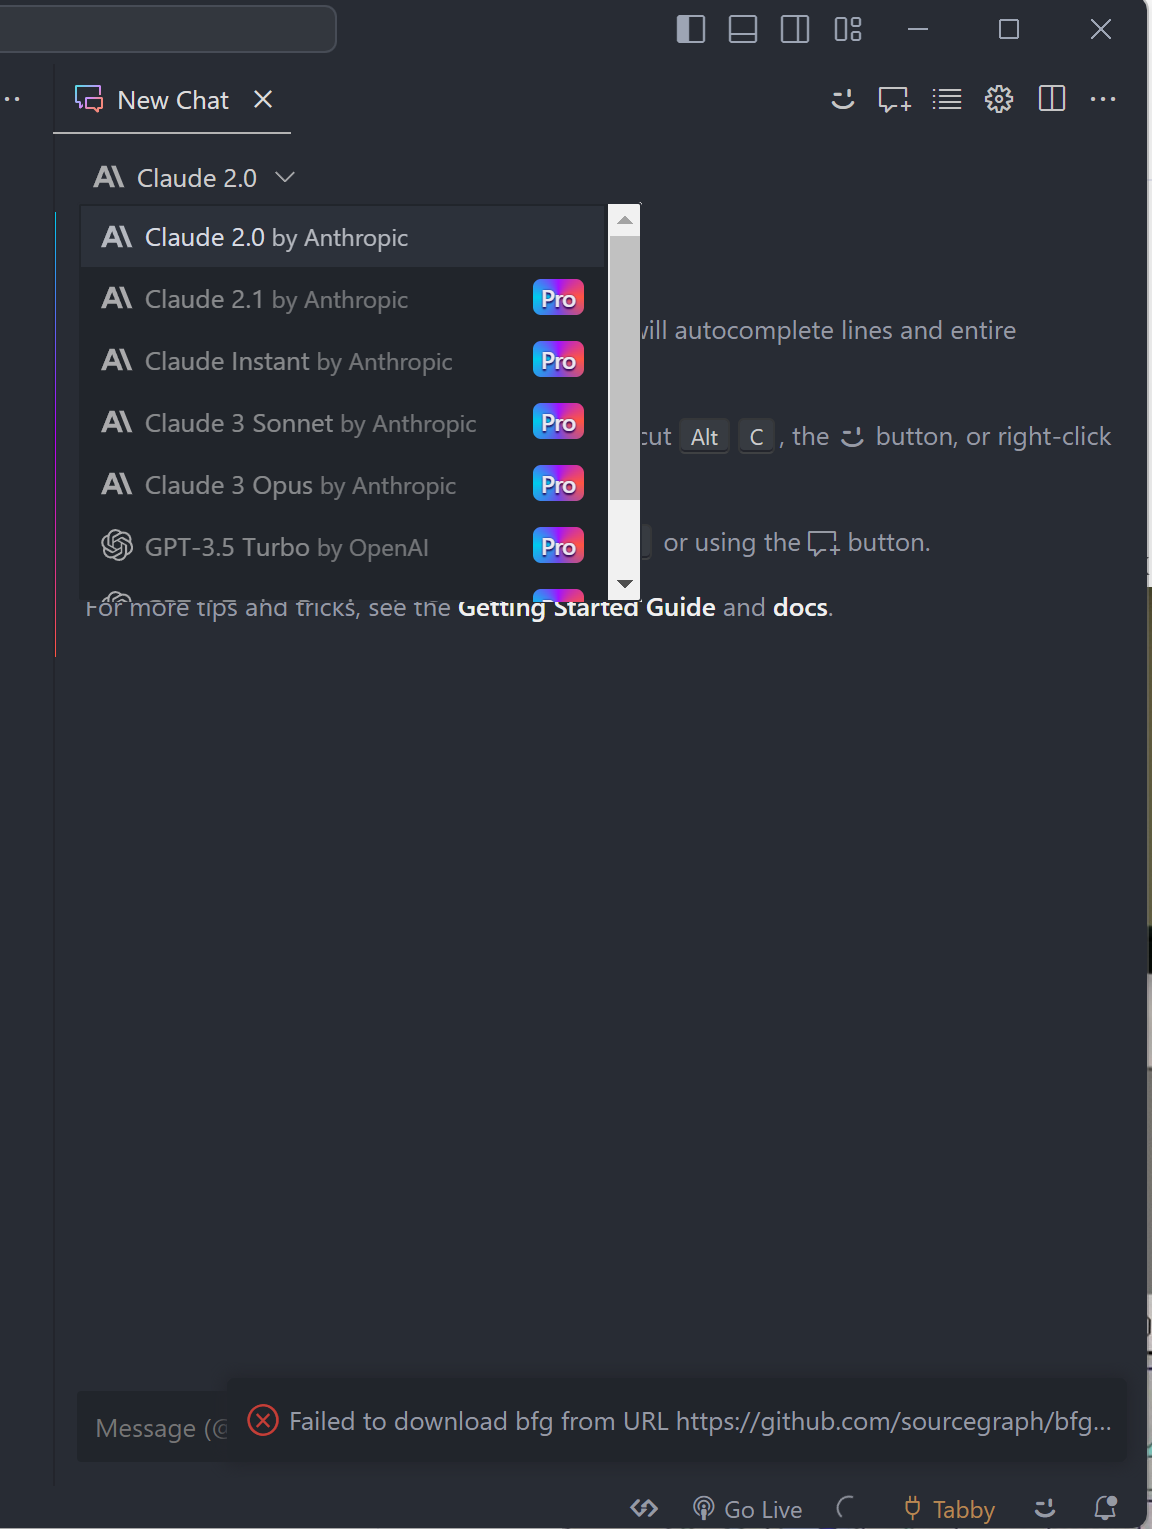 New Chat
Claude 2.0
Claude 2.0 by Anthropic
Claude 2.1 by Anthropic Pro
Claude Instant by Anthropic Pro
Claude 3 Sonnet by Anthropic Pro
Claude 3 Opus by Anthropic Pro
GPT-3.5 Turbo by OpenAI Pro
will autocomplete lines and entire
Alt C , the button, or right-click
or using the button.
For more tips and tricks, see the Getting Started Guide and docs.
Message (@
Failed to download bfg from URL https://github.com/sourcegraph/bfg...
Go Live Tabby